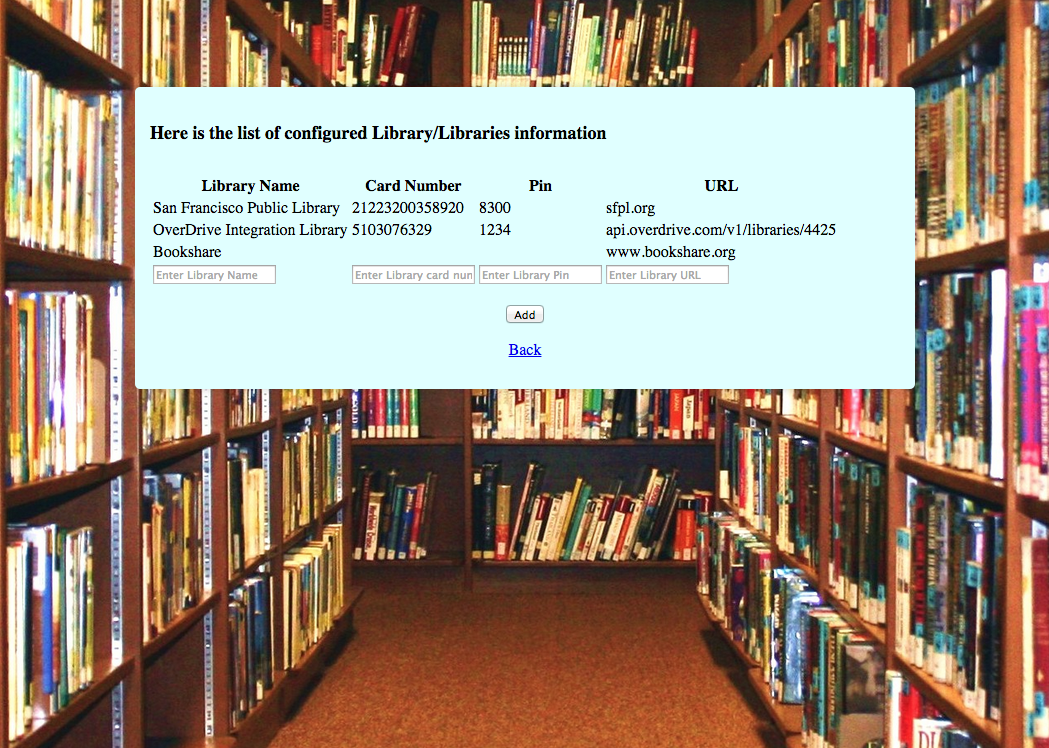 Here is the list of configured Library/Libraries information
Library Name Card Number Pin URL
San Francisco Public Library 21223200358920 8300 sfpl.org
OverDrive Integration Library 5103076329 1234 api.overdrive.com/v1/libraries/4425
Bookshare www.bookshare.org
Enter Library Name Enter Library card num Enter Library Pin Enter Library URL
Add
Back